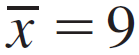 x̅ = 9